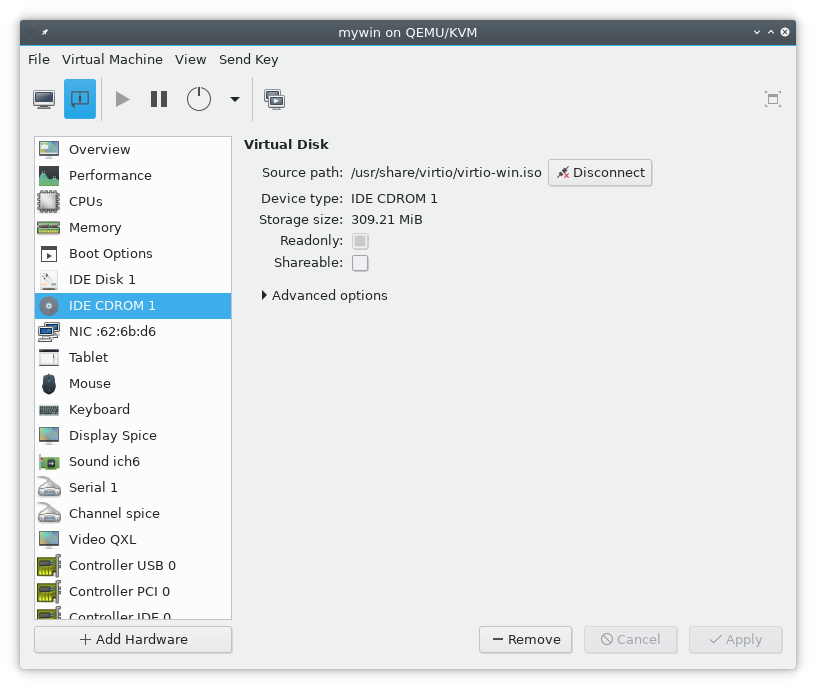 mywin on QEMU/KVM
File Virtual Machine View Send Key
Overview
Performance
CPUs
Memory
Boot Options
IDE Disk 1
IDE CDROM 1
NIC :62:6b:d6
Tablet
Mouse
Keyboard
Display Spice
Sound ich6
Serial 1
Channel spice
Video QXL
Controller USB 0
Controller PCI 0
Controller IDE 0
Add Hardware
Virtual Disk
Source path: /usr/share/virtio/virtio-win.iso Disconnect
Device type: IDE CDROM 1
Storage size: 309.21 MiB
Readonly:
Shareable:
Advanced options
Remove Cancel Apply